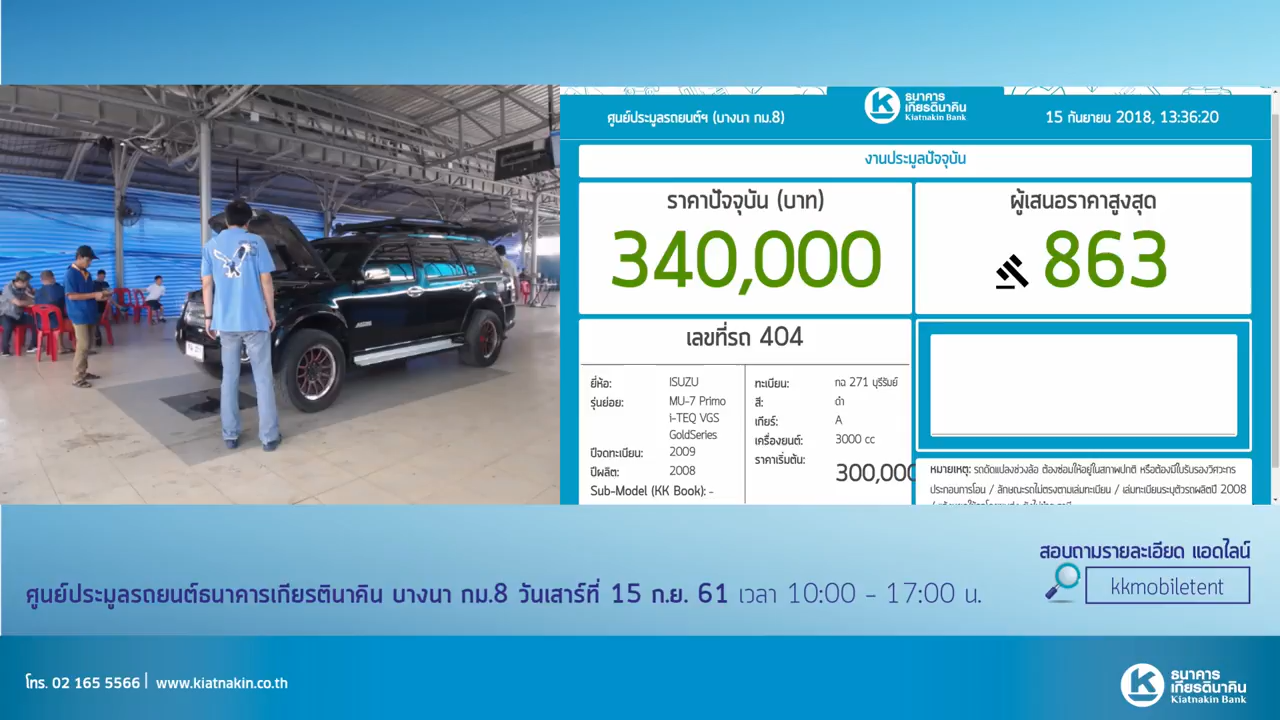 ศูนย์ประมูลรถยนต์ฯ (บางนา กม.8)
ธนาคาร
เกียรตินาคิน
Kiatnakin Bank
15 กันยายน 2018, 13:36:20
งานประมูลปัจจุบัน
ราคาปัจจุบัน (บาท)
340,000
ผู้เสนอราคาสูงสุด
863
เลขที่รถ 404
ยี่ห้อ: ISUZU
รุ่นย่อย: MU-7 Primo
i-TEQ VGS
GoldSeries
ปีจดทะเบียน: 2009
ปีผลิต: 2008
Sub-Model (KK Book): -
ทะเบียน: กฉ 271 บุรีรัมย์
สี: ดำ
เกียร์: A
เครื่องยนต์: 3000 cc
ราคาเริ่มต้น: 300,000
หมายเหตุ: รถดัดแปลงช่วงล้อ ต้องซ่อมให้อยู่ในสภาพปกติ หรือต้องมีใบรับรองวิศวะกร
ประกอบการโอน / ลักษณะรถไม่ตรงตามเล่มทะเบียน / เล่มทะเบียนระบุตัวรถผลิตปี 2008
สอบถามรายละเอียด แอดไลน์
kkmobiletent
ศูนย์ประมูลรถยนต์ธนาคารเกียรตินาคิน บางนา กม.8 วันเสาร์ที่ 15 ก.ย. 61 เวลา 10:00 - 17:00 น.
โทร. 02 165 5566 | www.kiatnakin.co.th
ธนาคาร
เกียรตินาคิน
Kiatnakin Bank